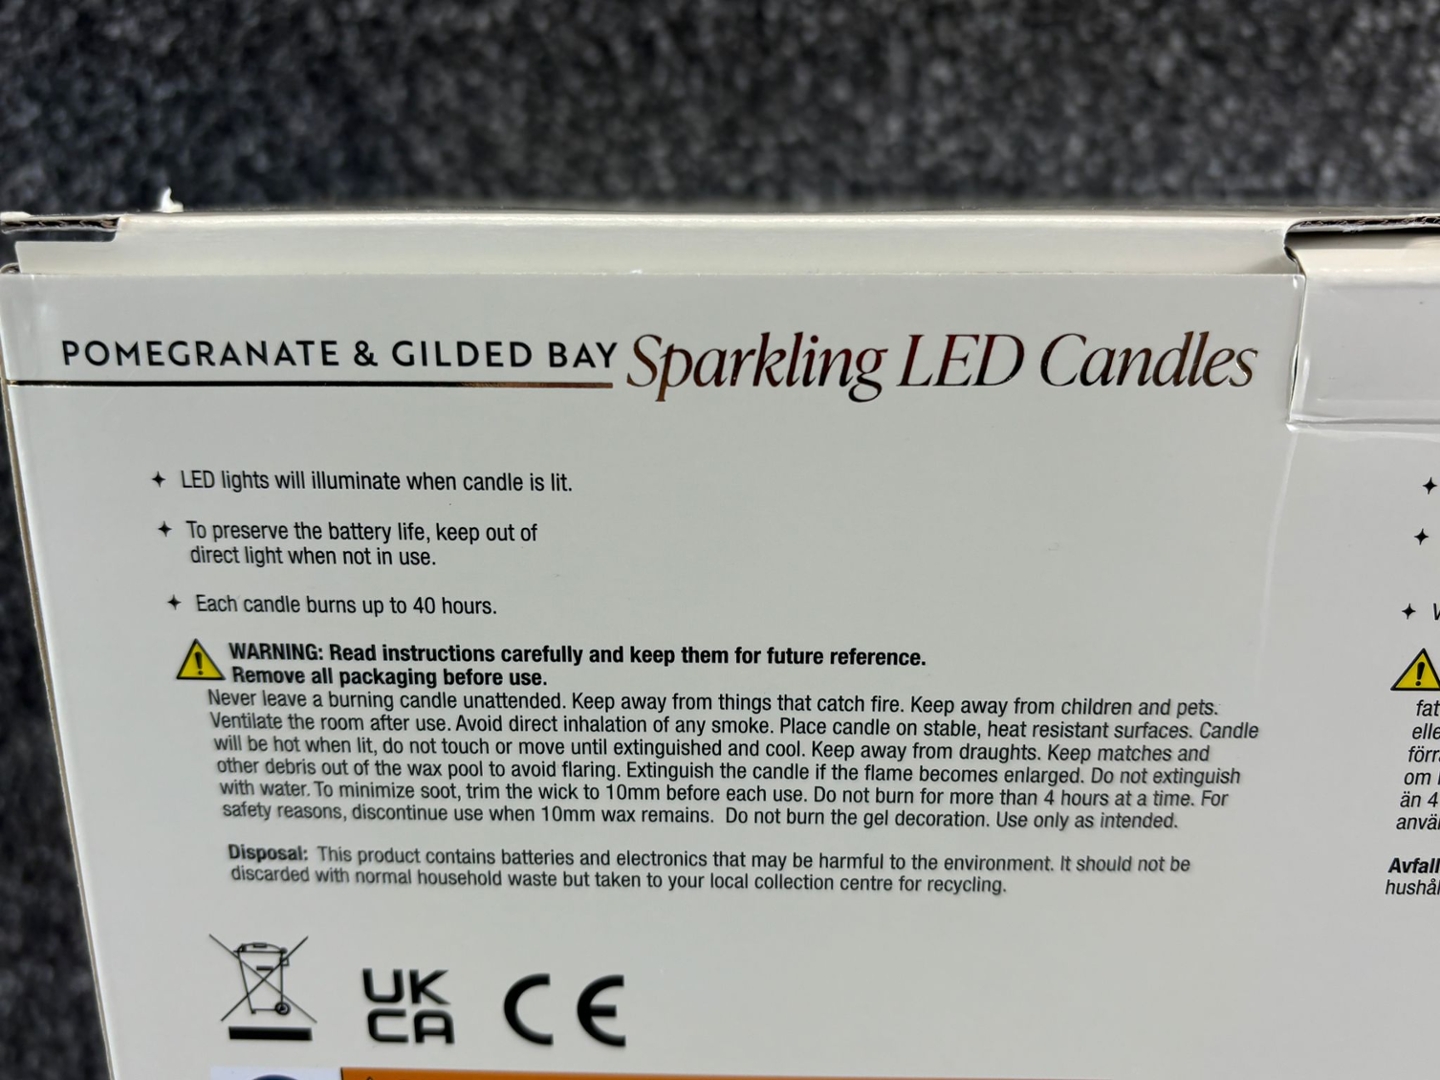 POMEGRANATE & GILDED BAY Sparkling LED Candles
LED lights will illuminate when candle is lit.
To preserve the battery life, keep out of
direct light when not in use.
Each candle burns up to 40 hours.
WARNING: Read instructions carefully and keep them for future reference.
Remove all packaging before use.
Never leave a burning candle unattended. Keep away from things that catch fire. Keep away from children and pets.
Ventilate the room after use. Avoid direct inhalation of any smoke. Place candle on stable, heat resistant surfaces. Candle
will be hot when lit, do not touch or move until extinguished and cool. Keep away from draughts. Keep matches and
other debris out of the wax pool to avoid flaring. Extinguish the candle if the flame becomes enlarged. Do not extinguish
with water. To minimize soot, trim the wick to 10mm before each use. Do not burn for more than 4 hours at a time. For
safety reasons, discontinue use when 10mm wax remains. Do not burn the gel decoration. Use only as intended.
Disposal: This product contains batteries and electronics that may be harmful to the environment. It should not be
discarded with normal household waste but taken to your local collection centre for recycling.
UK
CA
CE
V
fat
elle
förr
om
än 4
anvä
Avfall
hushål